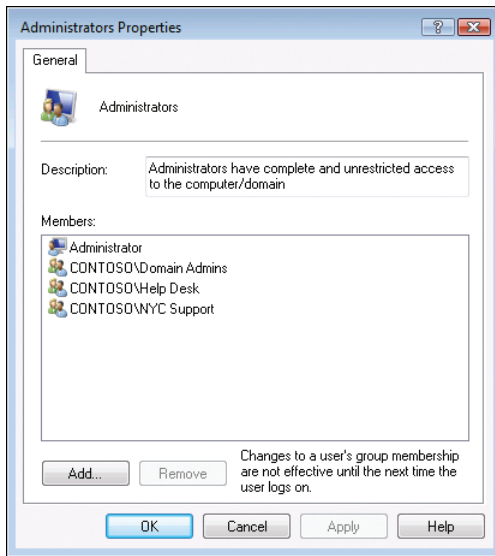 Administrators Properties
?
General
Administrators
Description:
Administrators have complete and unrestricted access
to the computer/domain
Members:
Administrator
CONTOSO\Domain Admins
CONTOSO\Help Desk
CONTOSO\NYC Support
Add...
Remove
Changes to a user's group membership
are not effective until the next time the
user logs on.
OK
Cancel
Apply
Help